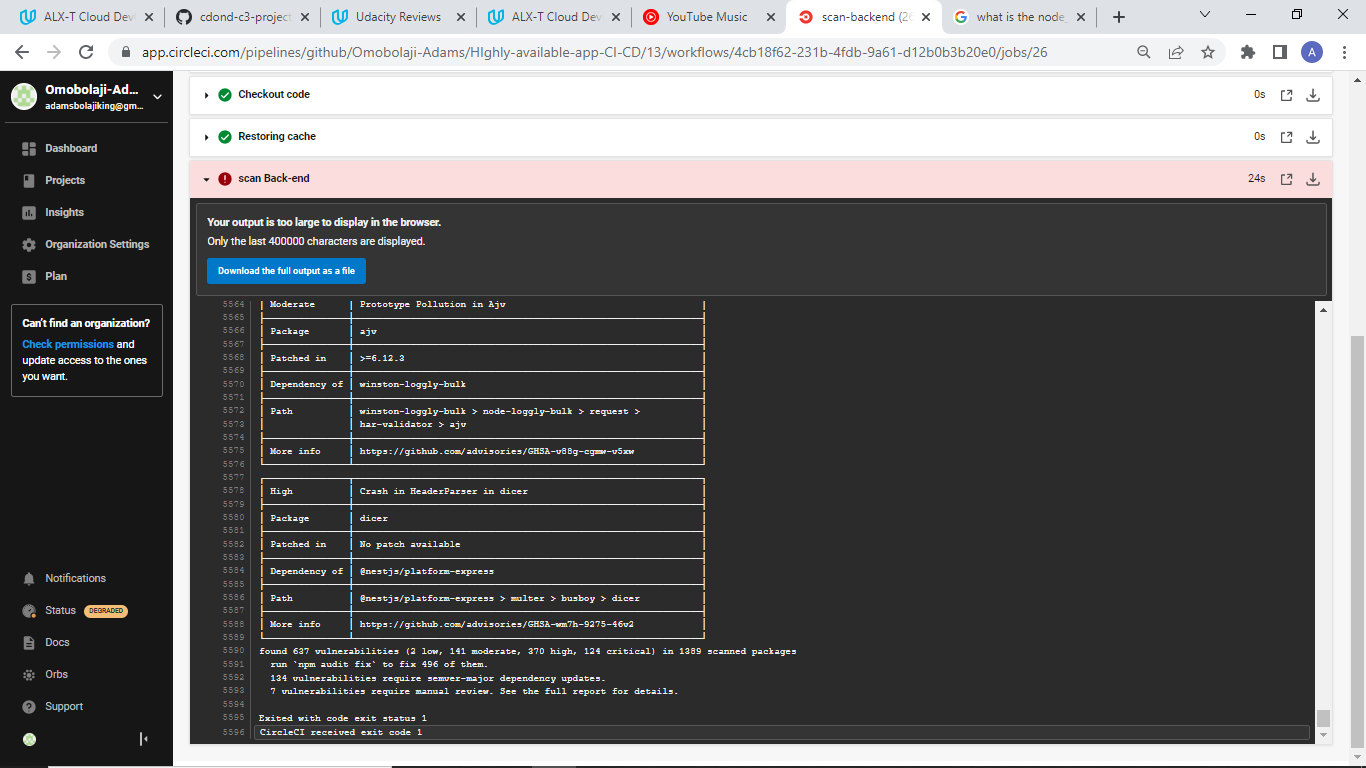 ALX-T Cloud Dev
cdond-c3-project
Udacity Reviews
ALX-T Cloud Dev
YouTube Music
scan-backend (26
what is the node_
app.circleci.com/pipelines/github/Omobolaji-Adams/HIghly-available-app-CI-CD/13/workflows/4cb18f62-231b-4fdb-9a61-d12b0b3b20e0/jobs/26
A
Omobolaji-Ad...
adamsbolajiking@gm...
Dashboard
Projects
Insights
Organization Settings
Plan
Can't find an organization?
Check permissions and
update access to the ones
you want.
Notifications
Status DEGRADED
Docs
Orbs
Support
Checkout code 0s
Restoring cache 0s
scan Back-end 24s
Your output is too large to display in the browser.
Only the last 400000 characters are displayed.
Download the full output as a file
5564 Moderate Prototype Pollution in Ajv
5565
5566 Package ajv
5567
5568 Patched in >=6.12.3
5569
5570 Dependency of winston-loggly-bulk
5571
5572 Path winston-loggly-bulk > node-loggly-bulk > request >
5573 har-validator > ajv
5574
5575 More info https://github.com/advisories/GHSA-v88g-cgmw-v5xw
5576
5577
5578 High Crash in HeaderParser in dicer
5579
5580 Package dicer
5581
5582 Patched in No patch available
5583
5584 Dependency of @nestjs/platform-express
5585
5586 Path @nestjs/platform-express > multer > busboy > dicer
5587
5588 More info https://github.com/advisories/GHSA-wm7h-9275-46v2
5589
5590 found 637 vulnerabilities (2 low, 141 moderate, 370 high, 124 critical) in 1389 scanned packages
5591 run `npm audit fix` to fix 496 of them.
5592 134 vulnerabilities require semver-major dependency updates.
5593 7 vulnerabilities require manual review. See the full report for details.
5594
5595 Exited with code exit status 1
5596 CircleCI received exit code 1